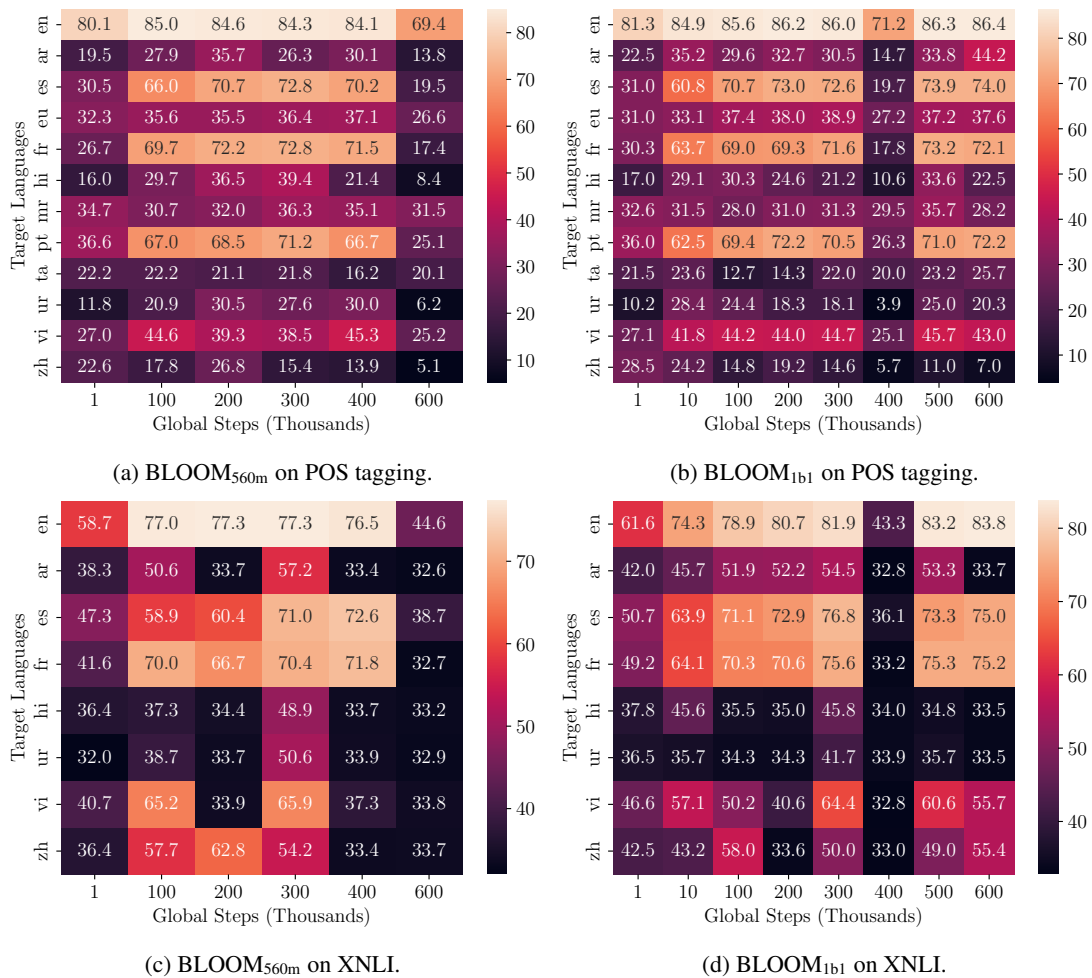 Target Languages
en 80.1 85.0 84.6 84.3 84.1 69.4
ar 19.5 27.9 35.7 26.3 30.1 13.8
es 30.5 66.0 70.7 72.8 70.2 19.5
eu 32.3 35.6 35.5 36.4 37.1 26.6
fr 26.7 69.7 72.2 72.8 71.5 17.4
hi 16.0 29.7 36.5 39.4 21.4 8.4
mr 34.7 30.7 32.0 36.3 35.1 31.5
pt 36.6 67.0 68.5 71.2 66.7 25.1
ta 22.2 22.2 21.1 21.8 16.2 20.1
ur 11.8 20.9 30.5 27.6 30.0 6.2
vi 27.0 44.6 39.3 38.5 45.3 25.2
zh 22.6 17.8 26.8 15.4 13.9 5.1
1 100 200 300 400 600
Global Steps (Thousands)
80
70
60
50
40
30
20
10
(a) BLOOM560m on POS tagging.
Target Languages
en 81.3 84.9 85.6 86.2 86.0 71.2 86.3 86.4
ar 22.5 35.2 29.6 32.7 30.5 14.7 33.8 44.2
es 31.0 60.8 70.7 73.0 72.6 19.7 73.9 74.0
eu 31.0 33.1 37.4 38.0 38.9 27.2 37.2 37.6
fr 30.3 63.7 69.0 69.3 71.6 17.8 73.2 72.1
hi 17.0 29.1 30.3 24.6 21.2 10.6 33.6 22.5
mr 32.6 31.5 28.0 31.0 31.3 29.5 35.7 28.2
pt 36.0 62.5 69.4 72.2 70.5 26.3 71.0 72.2
ta 21.5 23.6 12.7 14.3 22.0 20.0 23.2 25.7
ur 10.2 28.4 24.4 18.3 18.1 3.9 25.0 20.3
vi 27.1 41.8 44.2 44.0 44.7 25.1 45.7 43.0
zh 28.5 24.2 14.8 19.2 14.6 5.7 11.0 7.0
1 10 100 200 300 400 500 600
Global Steps (Thousands)
80
70
60
50
40
30
20
10
(b) BLOOM1b1 on POS tagging.
Target Languages
en 58.7 77.0 77.3 77.3 76.5 44.6
ar 38.3 50.6 33.7 57.2 33.4 32.6
es 47.3 58.9 60.4 71.0 72.6 38.7
fr 41.6 70.0 66.7 70.4 71.8 32.7
hi 36.4 37.3 34.4 48.9 33.7 33.2
ur 32.0 38.7 33.7 50.6 33.9 32.9
vi 40.7 65.2 33.9 65.9 37.3 33.8
zh 36.4 57.7 62.8 54.2 33.4 33.7
1 100 200 300 400 600
Global Steps (Thousands)
70
60
50
40
(c) BLOOM560m on XNLI.
Target Languages
en 61.6 74.3 78.9 80.7 81.9 43.3 83.2 83.8
ar 42.0 45.7 51.9 52.2 54.5 32.8 53.3 33.7
es 50.7 63.9 71.1 72.9 76.8 36.1 73.3 75.0
fr 49.2 64.1 70.3 70.6 75.6 33.2 75.3 75.2
hi 37.8 45.6 35.5 35.0 45.8 34.0 34.8 33.5
ur 36.5 35.7 34.3 34.3 41.7 33.9 35.7 33.5
vi 46.6 57.1 50.2 40.6 64.4 32.8 60.6 55.7
zh 42.5 43.2 58.0 33.6 50.0 33.0 49.0 55.4
1 10 100 200 300 400 500 600
Global Steps (Thousands)
80
70
60
50
40
(d) BLOOM1b1 on XNLI.